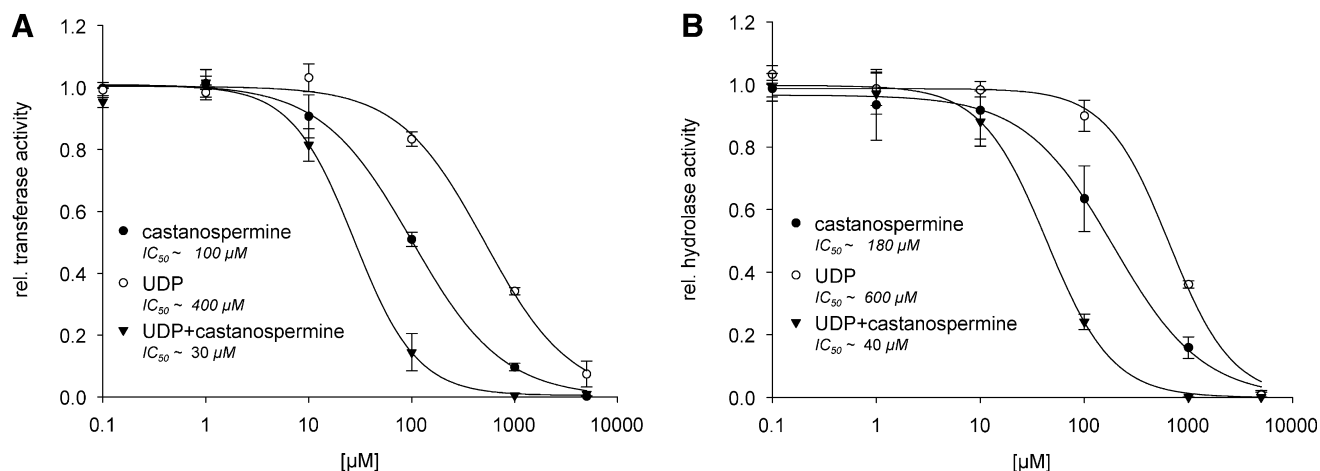 A
1.2
1.0
0.8
0.6
0.4
0.2
0.0
rel. transferase activity
castanospermine
IC50 ~ 100 µM
UDP
IC50 ~ 400 µM
UDP+castanospermine
IC50 ~ 30 µM
0.1 1 10 100 1000 10000
[µM]
B
1.2
1.0
0.8
0.6
0.4
0.2
0.0
rel. hydrolase activity
castanospermine
IC50 ~ 180 µM
UDP
IC50 ~ 600 µM
UDP+castanospermine
IC50 ~ 40 µM
0.1 1 10 100 1000 10000
[µM]